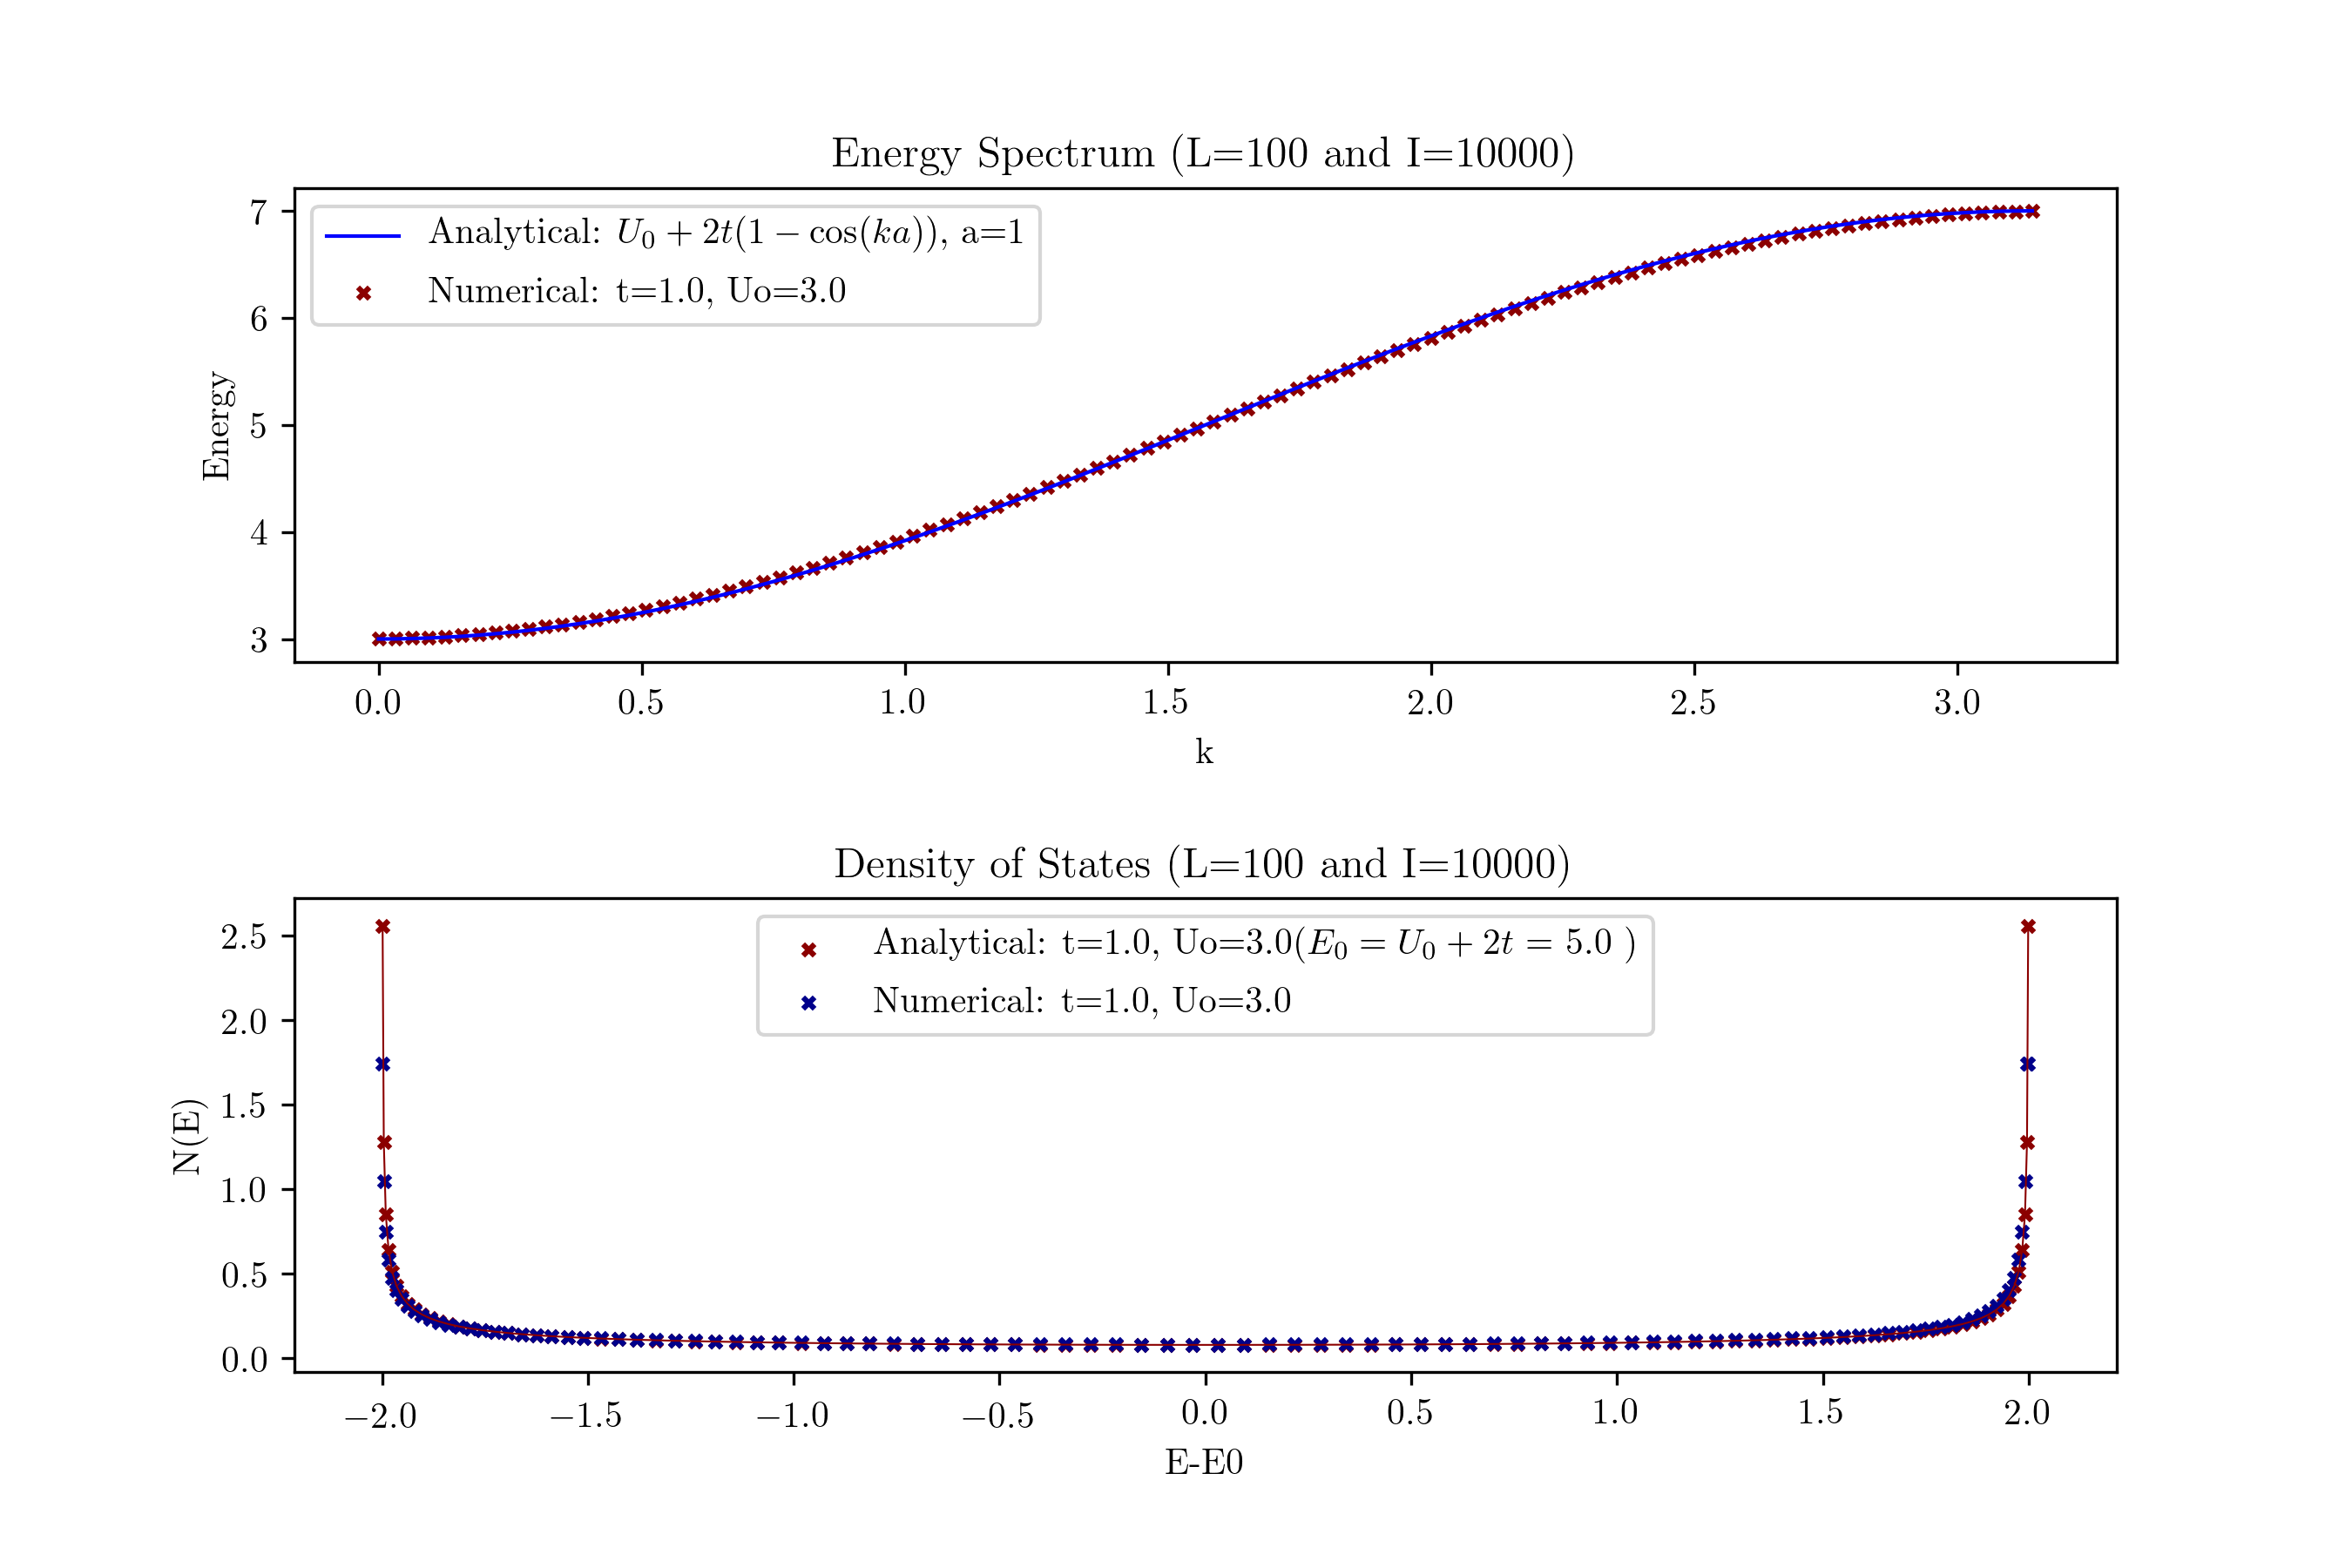 Energy Spectrum (L=100 and I=10000)
7
6
5
4
3
Energy
Analytical: $U_0 + 2t(1 − \cos(ka))$, a=1
Numerical: t=1.0, Uo=3.0
0.0 0.5 1.0 1.5 2.0 2.5 3.0
k
Density of States (L=100 and I=10000)
2.5
2.0
1.5
1.0
0.5
0.0
N(E)
Analytical: t=1.0, Uo=3.0($E_0 = U_0 + 2t = 5.0$ )
Numerical: t=1.0, Uo=3.0
−2.0 −1.5 −1.0 −0.5 0.0 0.5 1.0 1.5 2.0
E-E0